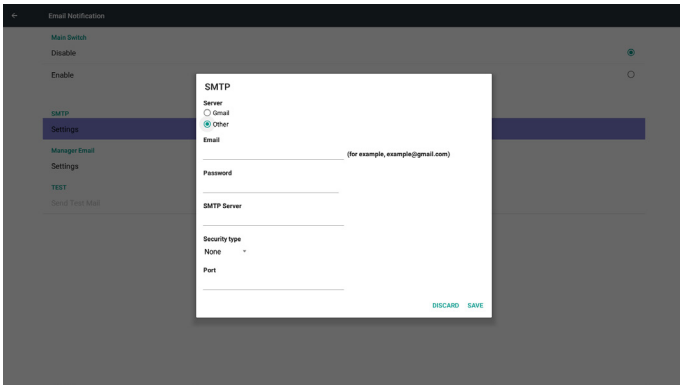 Email Notification
Main Switch
Disable
Enable
SMTP
Settings
Manager Email
Settings
TEST
Send Test Mail
SMTP
Server
Gmail
Other
Email
(for example, example@gmail.com)
Password
SMTP Server
Security type
None
Port
DISCARD SAVE